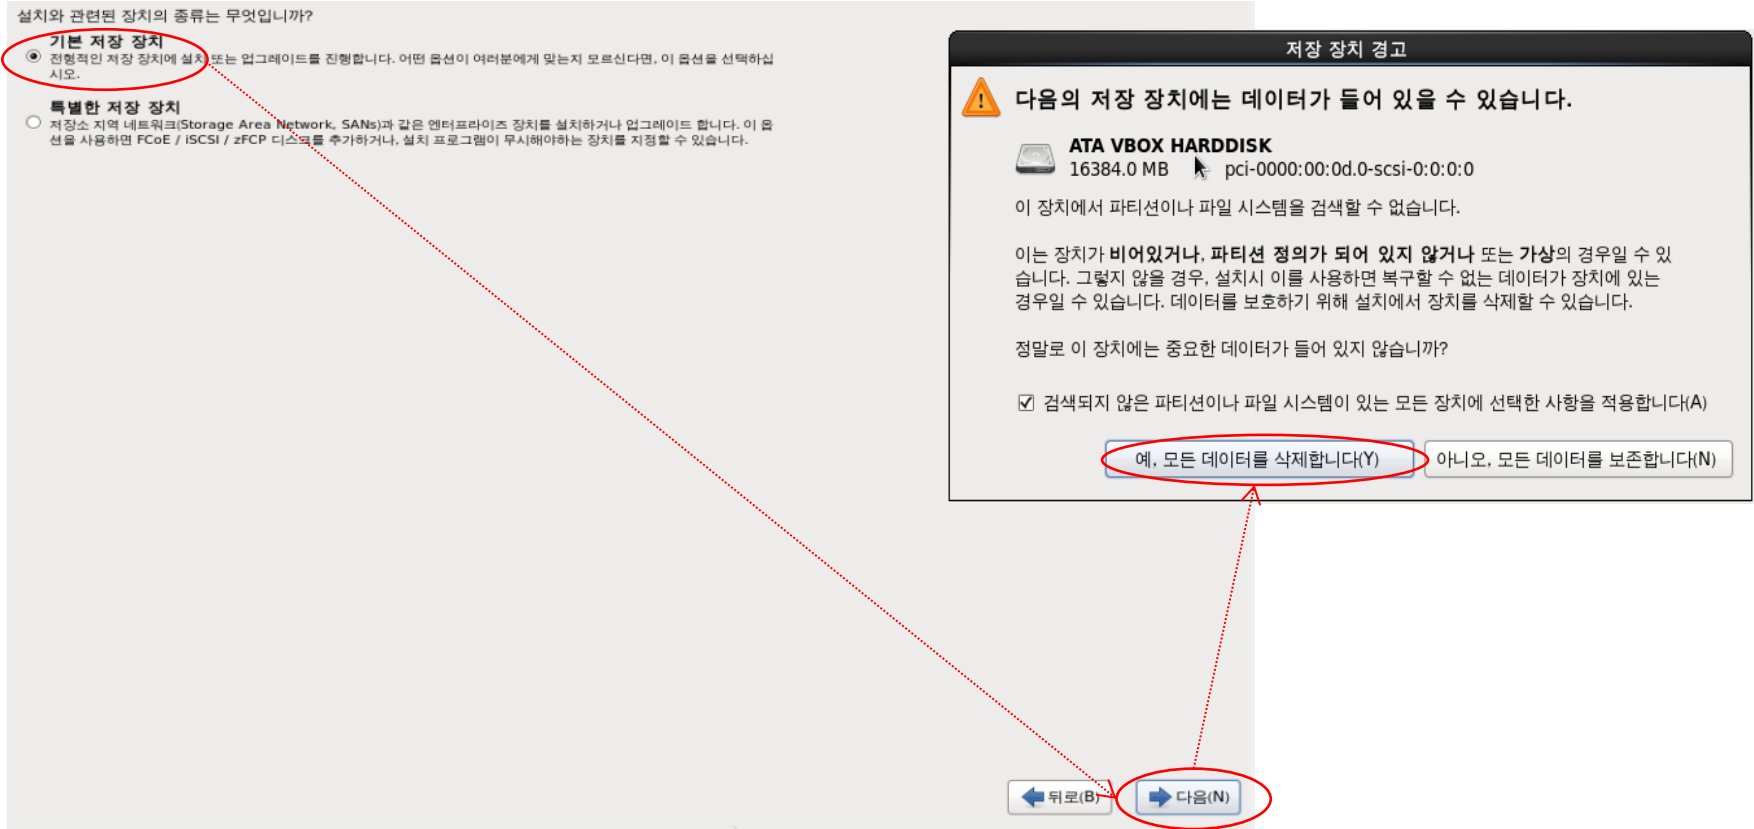 설치와 관련된 장치의 종류는 무엇입니까?
기본 저장 장치
전형적인 저장 장치에 설치 또는 업그레이드를 진행합니다. 어떤 옵션이 여러분에게 맞는지 모르신다면, 이 옵션을 선택하십
시오.
특별한 저장 장치
저장소 지역 네트워크(Storage Area Network, SANs)과 같은 엔터프라이즈 장치를 설치하거나 업그레이드 합니다. 이 옵
션을 사용하면 FCoE / iSCSI / zFCP 디스크를 추가하거나, 설치 프로그램이 무시해야하는 장치를 지정할 수 있습니다.
저장 장치 경고
다음의 저장 장치에는 데이터가 들어 있을 수 있습니다.
ATA VBOX HARDDISK
16384.0 MB pci-0000:00:0d.0-scsi-0:0:0:0
이 장치에서 파티션이나 파일 시스템을 검색할 수 없습니다.
이는 장치가 비어있거나, 파티션 정의가 되어 있지 않거나 또는 가상의 경우일 수 있
습니다. 그렇지 않을 경우, 설치시 이를 사용하면 복구할 수 없는 데이터가 장치에 있는
경우일 수 있습니다. 데이터를 보호하기 위해 설치에서 장치를 삭제할 수 있습니다.
정말로 이 장치에는 중요한 데이터가 들어 있지 않습니까?
검색되지 않은 파티션이나 파일 시스템이 있는 모든 장치에 선택한 사항을 적용합니다(A)
예, 모든 데이터를 삭제합니다(Y) 아니오, 모든 데이터를 보존합니다(N)
뒤로(B) 다음(N)